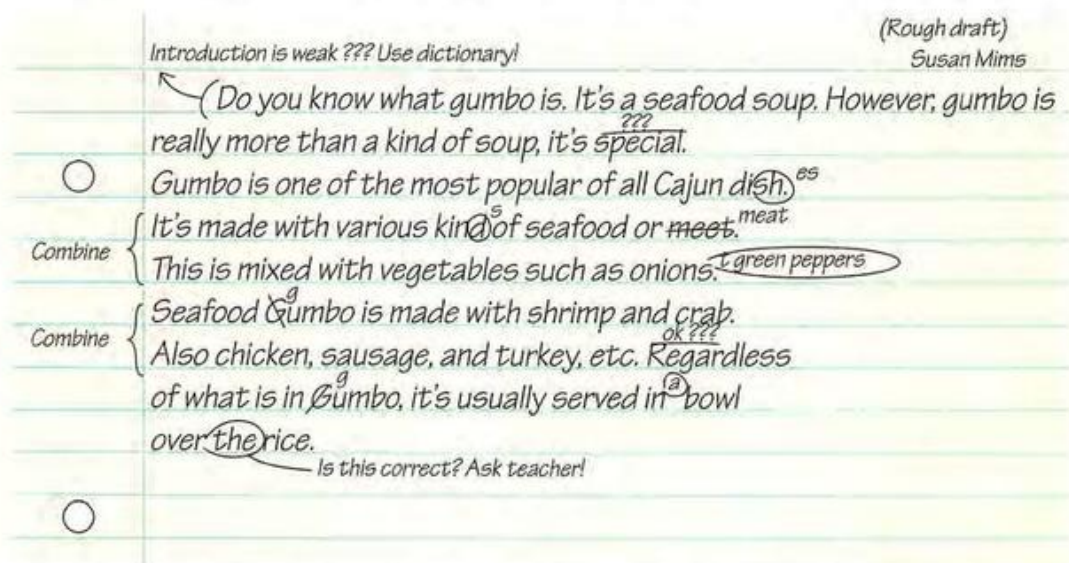 (Rough draft)
Introduction is weak ??? Use dictionary!
Susan Mims
(Do you know what gumbo is. It's a seafood soup. However, gumbo is
???
really more than a kind of soup, it's special.
Gumbo is one of the most popular of all Cajun dish. es
Combine
It's made with various kind s of seafood or meet. meat
This is mixed with vegetables such as onions. t green peppers
Combine
Seafood Gumbo g is made with shrimp and crab.
ok ???
Also chicken, sausage, and turkey, etc. Regardless
of what is in Gumbo g, it's usually served in a bowl
over the rice.
Is this correct? Ask teacher!